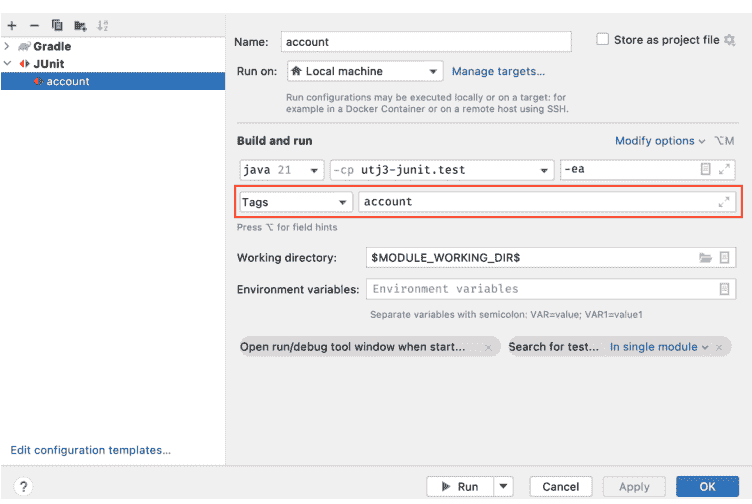 Gradle
JUnit
account
Name: account
Store as project file
Run on: Local machine Manage targets...
Run configurations may be executed locally or on a target: for
example in a Docker Container or on a remote host using SSH.
Build and run Modify options ⌥M
java 21 -cp utj3-junit.test -ea
Tags account
Press ⌥ for field hints
Working directory: $MODULE_WORKING_DIR$
Environment variables: Environment variables
Separate variables with semicolon: VAR=value; VAR1=value1
Open run/debug tool window when start... × Search for test... In single module ×
Edit configuration templates...
? Run Cancel Apply OK